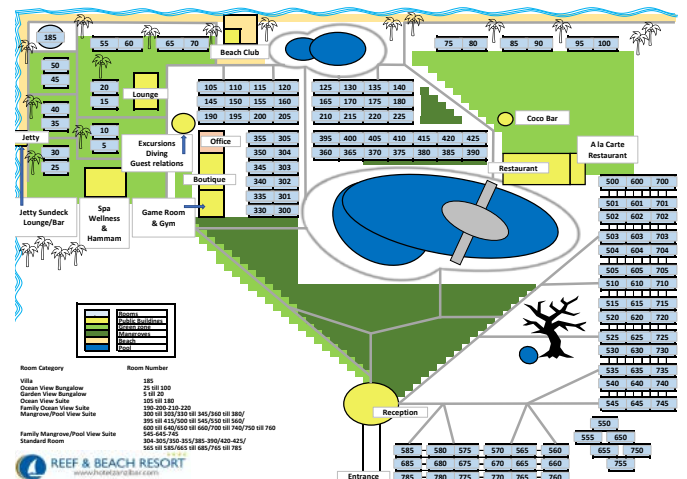 185
55 60 65 70
Beach Club
75 80 85 90 95 100
50
45
20
15
Lounge
105 110 115 120 125 130 135 140
145 150 155 160 165 170 175 180
190 195 200 205 210 215 220 225
40
35
10
5
Coco Bar
Jetty
Excursions
Diving
Guest relations
Office
355 305
350 304
345 303
340 302
335 301
330 300
395 400 405 410 415 420 425
360 365 370 375 380 385 390
A la Carte
Restaurant
30
25
Restaurant
Boutique
Jetty Sundeck
Lounge/Bar
Spa
Wellness
&
Hammam
Game Room
& Gym
500 600 700
501 601 701
502 602 702
503 603 703
504 604 704
505 605 705
510 610 710
515 615 715
520 620 720
525 625 725
530 630 730
535 635 735
540 640 740
545 645 745
Rooms
Public Buildings
Green zone
Mangroves
Beach
Pool
Room Category Room Number
Villa 185
Ocean View Bungalow 25 till 100
Garden View Bungalow 5 till 20
Ocean View Suite 105 till 180
Family Ocean View Suite 190-200-210-220
Mangrove/Pool View Suite 300 till 303/330 till 345/360 till 380/
395 till 415/500 till 545/550 till 560/
600 till 640/650 till 660/700 till 740/750 till 760
Family Mangrove/Pool View Suite 545-645-745
Standard Room 304-305/350-355/385-390/420-425/
565 till 585/665 till 685/765 till 785
Reception
550
555 650
655 750
755
585 580 575 570 565 560
685 680 675 670 665 660
785 780 775 770 765 760
Entrance
REEF & BEACH RESORT
www.hotelzanzibar.com